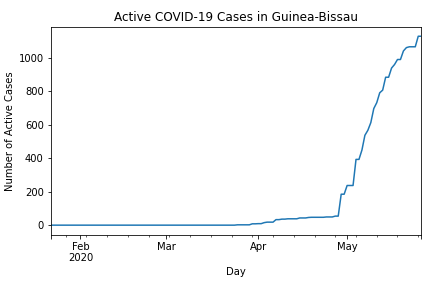 Active COVID-19 Cases in Guinea-Bissau
Number of Active Cases
1000
800
600
400
200
0
Feb
2020
Mar
Apr
May
Day